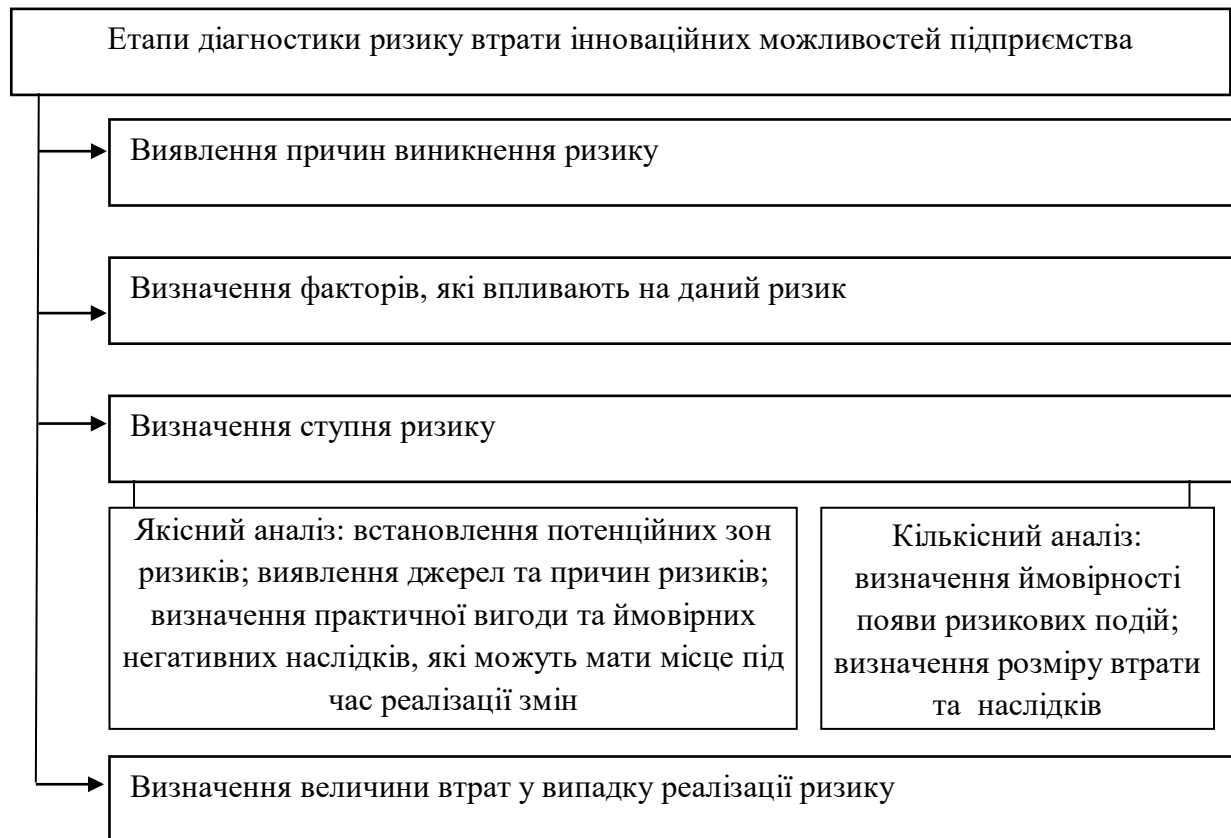 Етапи діагностики ризику втрати інноваційних можливостей підприємства
Виявлення причин виникнення ризику
Визначення факторів, які впливають на даний ризик
Визначення ступня ризику
Якісний аналіз: встановлення потенційних зон
ризиків; виявлення джерел та причин ризиків;
визначення практичної вигоди та ймовірних
негативних наслідків, які можуть мати місце під
час реалізації змін
Кількісний аналіз:
визначення ймовірності
появи ризикових подій;
визначення розміру втрати
та наслідків
Визначення величини втрат у випадку реалізації ризику